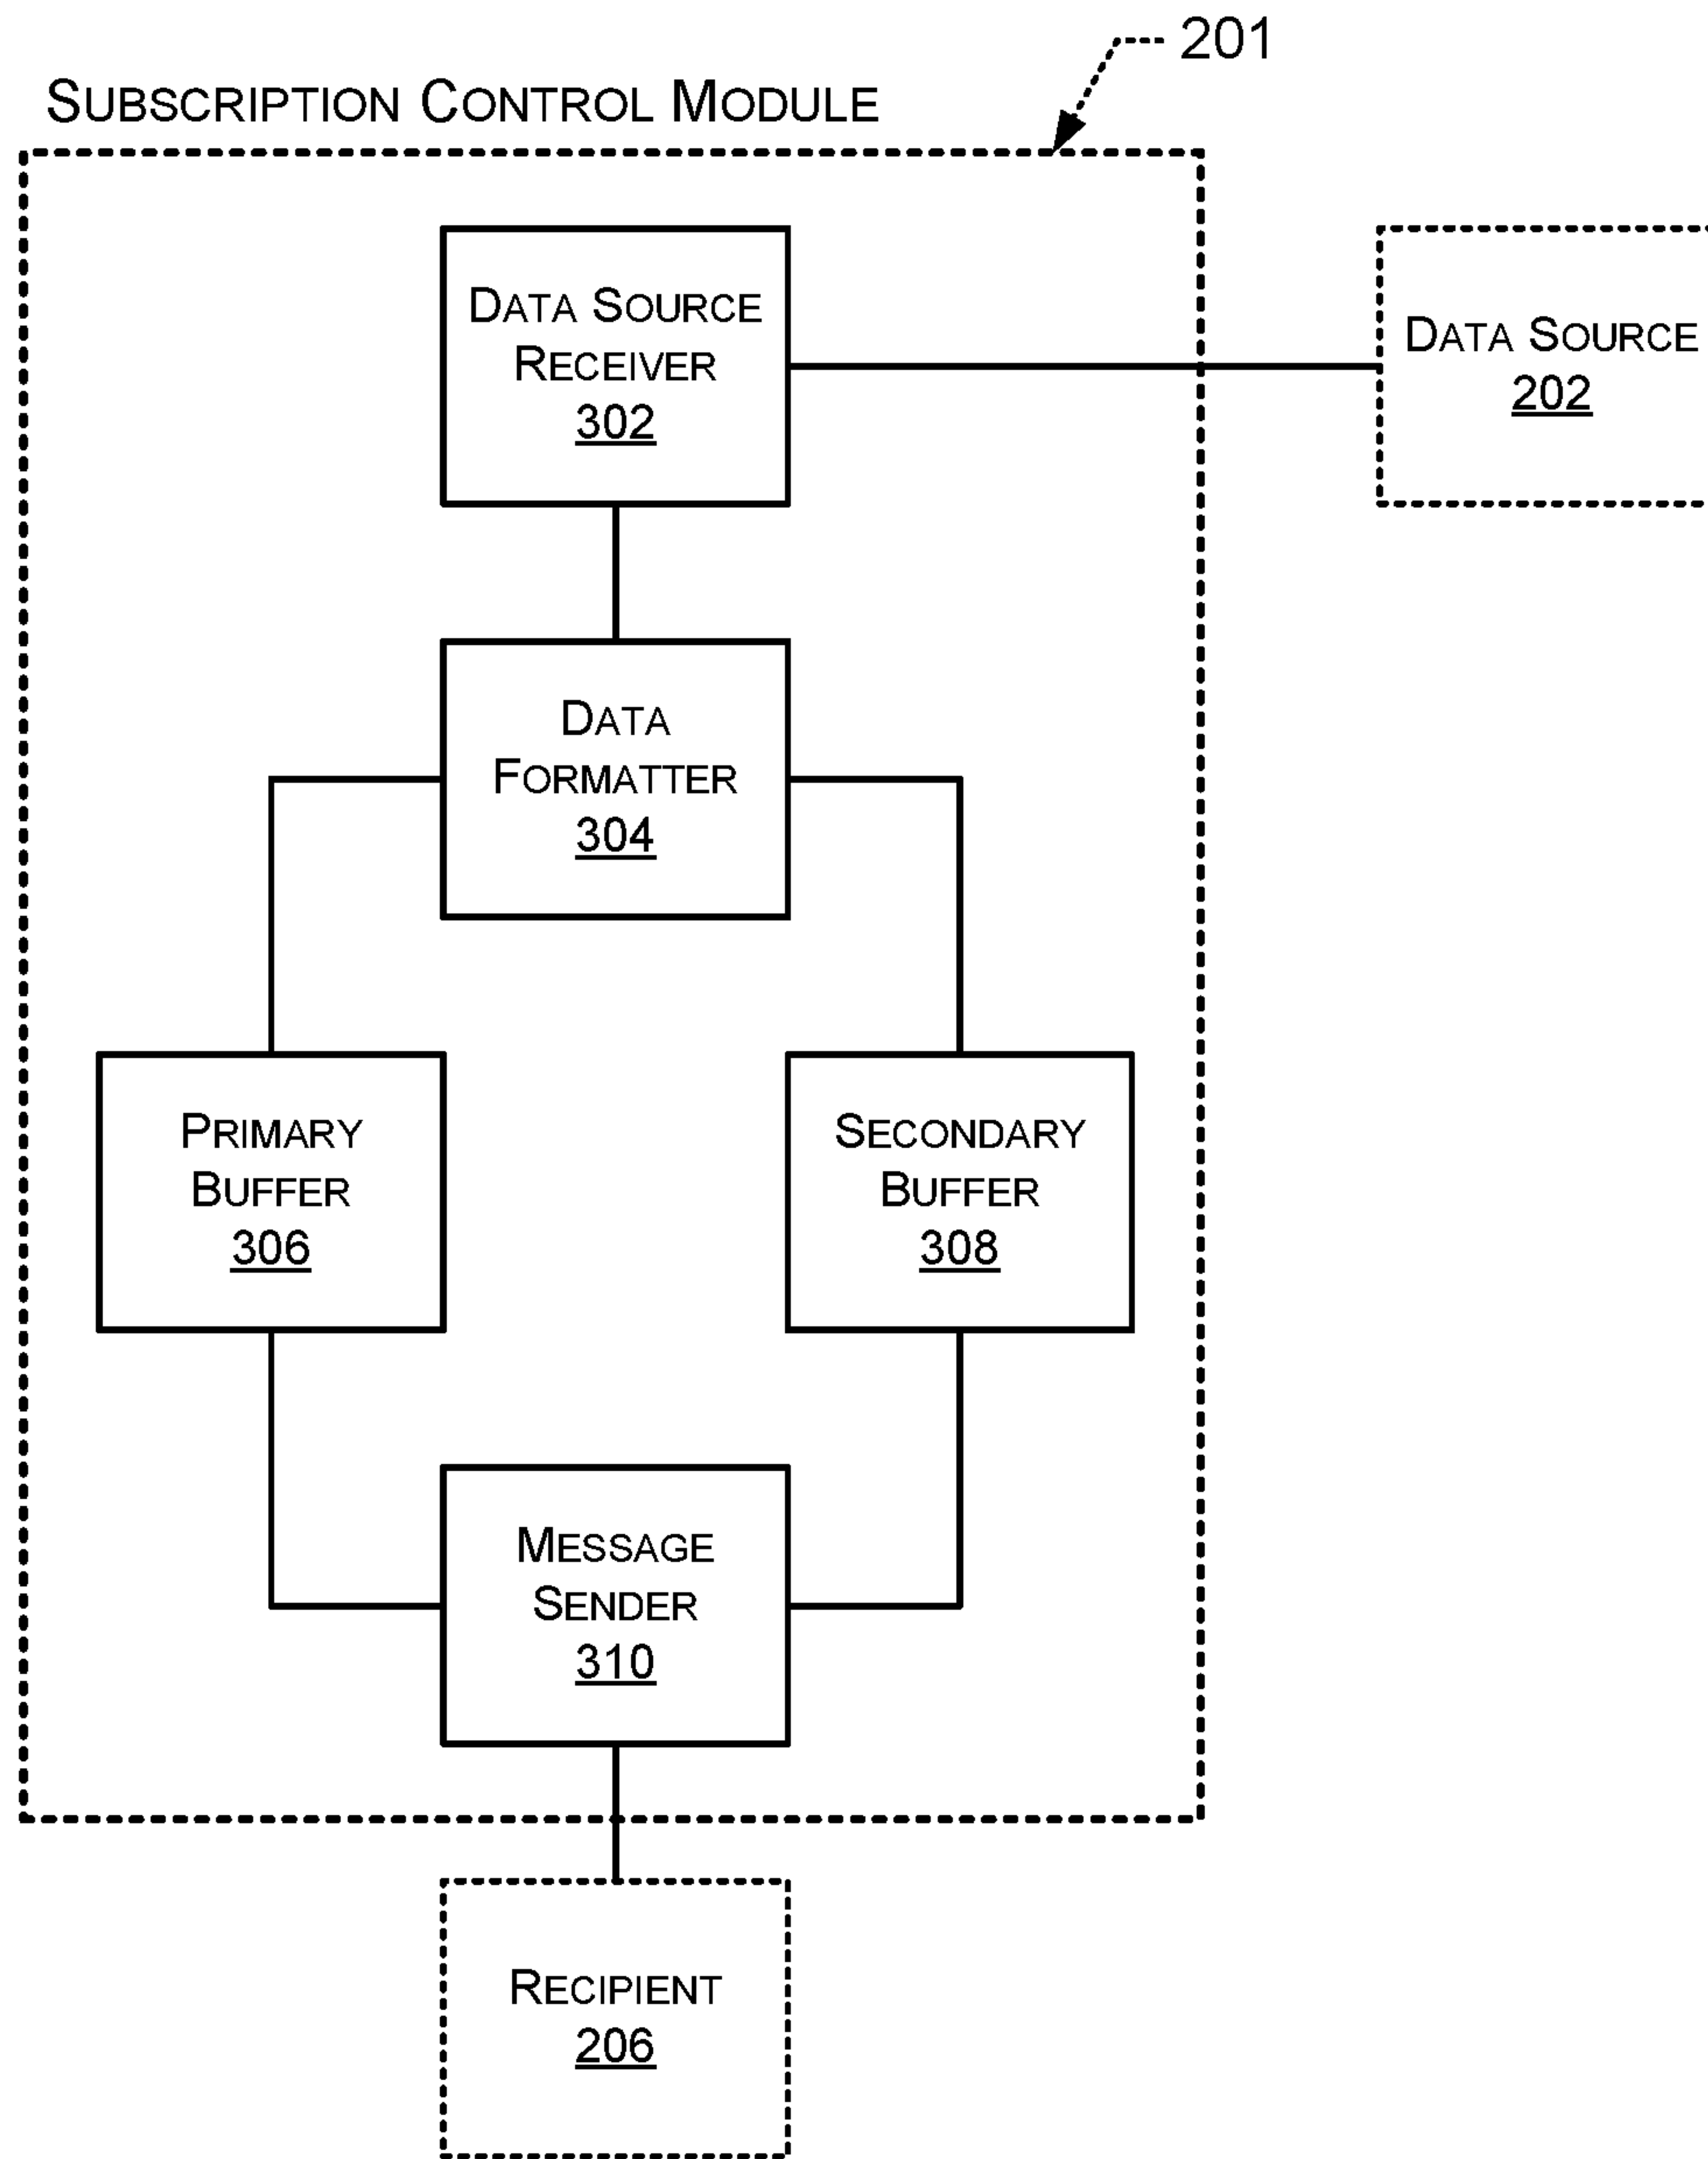 201
SUBSCRIPTION CONTROL MODULE
DATA SOURCE
RECEIVER
302
DATA SOURCE
202
DATA
FORMATTER
304
PRIMARY
BUFFER
306
SECONDARY
BUFFER
308
MESSAGE
SENDER
310
RECIPIENT
206